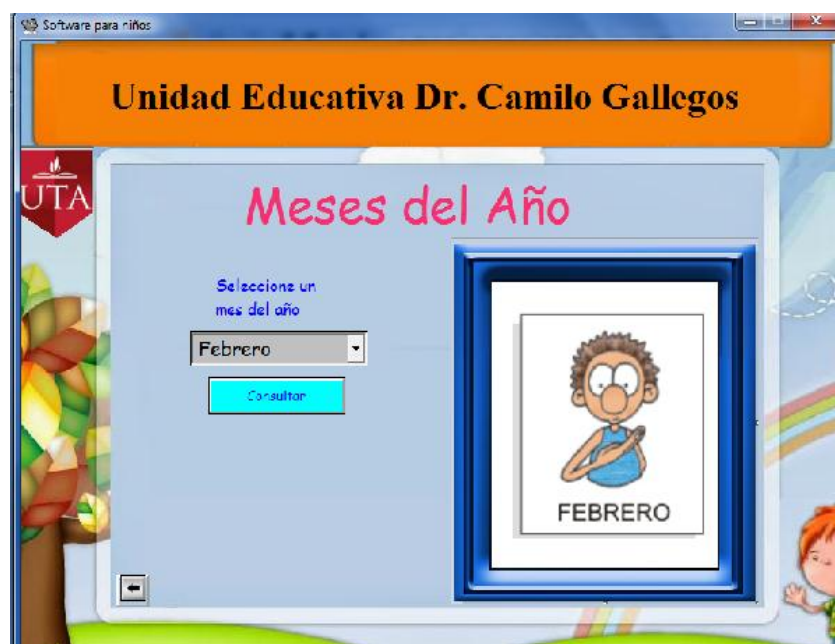 Software para niños
Unidad Educativa Dr. Camilo Gallegos
UTA
Meses del Año
Seleccione un
mes del año
Febrero
Consultar
FEBRERO